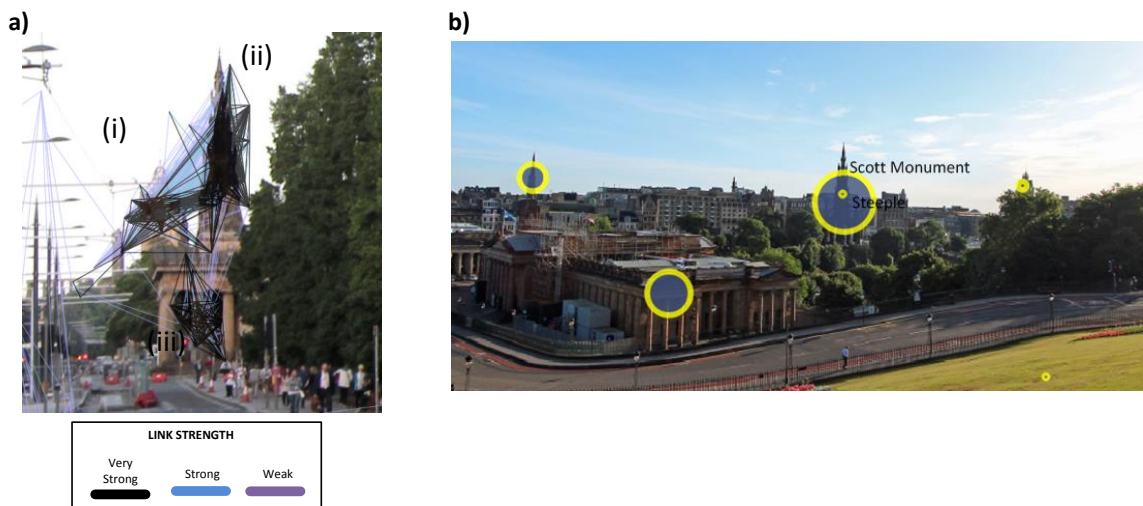 a)
(i)
(ii)
(iii)
LINK STRENGTH
Very
Strong
Strong
Weak
b)
Scott Monument
Steeple